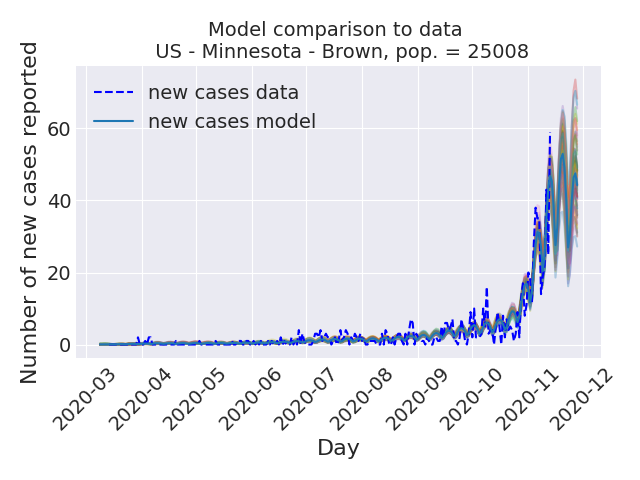 Model comparison to data
US - Minnesota - Brown, pop. = 25008
Number of new cases reported
new cases data
new cases model
60
40
20
0
2020-03
2020-04
2020-05
2020-06
2020-07
2020-08
2020-09
2020-10
2020-11
2020-12
Day